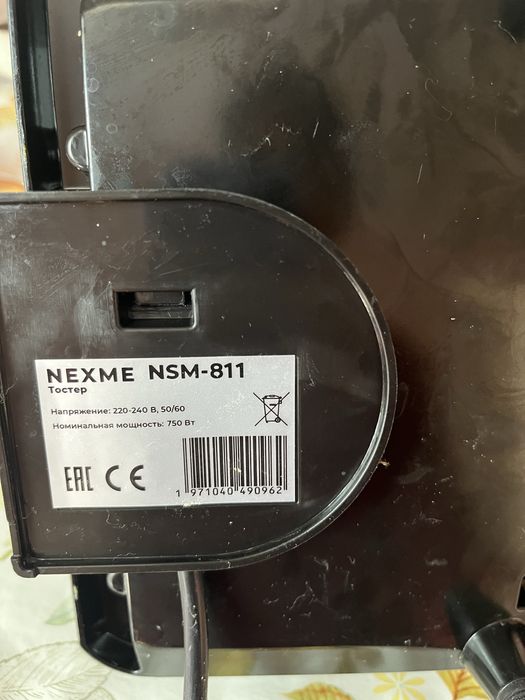 NEXME NSM-811
Тостер
Напряжение: 220-240 В, 50/60
Номинальная мощность: 750 Вт
EAC CE
1 971040 490962